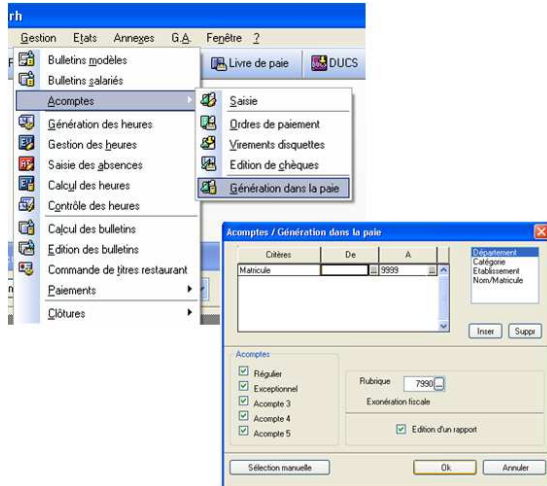 rh
Gestion Etats Annexes G.A. Fenêtre ?
Bulletins modèles
Livre de paie DUCS
Bulletins salariés
Acomptes
Saisie
Génération des heures
Ordres de paiement
Gestion des heures
Virements disquettes
Saisie des absences
Edition de chèques
Calcul des heures
Génération dans la paie
Contrôle des heures
Calcul des bulletins
Edition des bulletins
Commande de titres restaurant
Paiements
Clôtures
Acomptes / Génération dans la paie
Critères De A
Matricule 9999
Département
Catégorie
Etablissement
Nom/Matricule
Inser Suppr
Acomptes
Régulier
Exceptionnel
Acompte 3
Acompte 4
Acompte 5
Rubrique 7990
Exonération fiscale
Edition d'un rapport
Sélection manuelle Ok Annuler